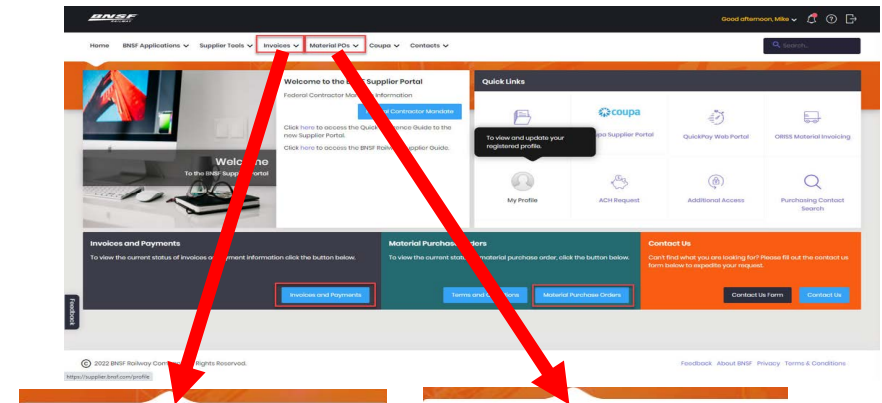 BNSF
RAILWAY
Good afternoon, Mike
Home BNSF Applications Supplier Tools Invoices Material POs Coupa Contacts
Search..
Welcome
To the BNSF Supplier Portal
Welcome to the BNSF Supplier Portal
Federal Contractor Mandate Information
Federal Contractor Mandate
Click here to access the Quick Reference Guide to the
new Supplier Portal.
Click here to access the BNSF Supplier Guide.
Quick Links
coupa
To view and update your
registered profile.
Supplier Portal
QuickPay Web Portal
ORISS Material Invoicing
My Profile
ACH Request
Additional Access
Purchasing Contact
Search
Invoices and Payments
To view the current status of invoices and payment information click the button below.
Invoices and Payments
Material Purchase Orders
To view the current status material purchase order, click the button below.
Terms and Conditions
Material Purchase Orders
Contact Us
Can't find what you are looking for? Please fill out the contact us
form below to expedite your request.
Contact Us Form
Contact Us
Feedback
© 2022 BNSF Railway Rights Reserved.
Feedback About BNSF Privacy Terms & Conditions
https://supplier.bnsf.com/profile